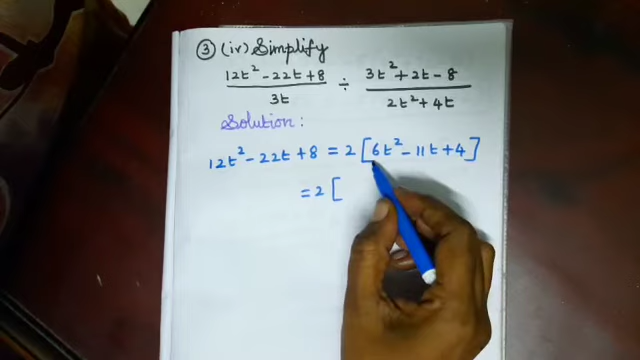 ③ (iv) Simplify
12t² - 22t + 8 / 3t ÷ 3t² + 2t - 8 / 2t² + 4t
Solution:
12t² - 22t + 8 = 2 [6t² - 11t + 4]
= 2 [